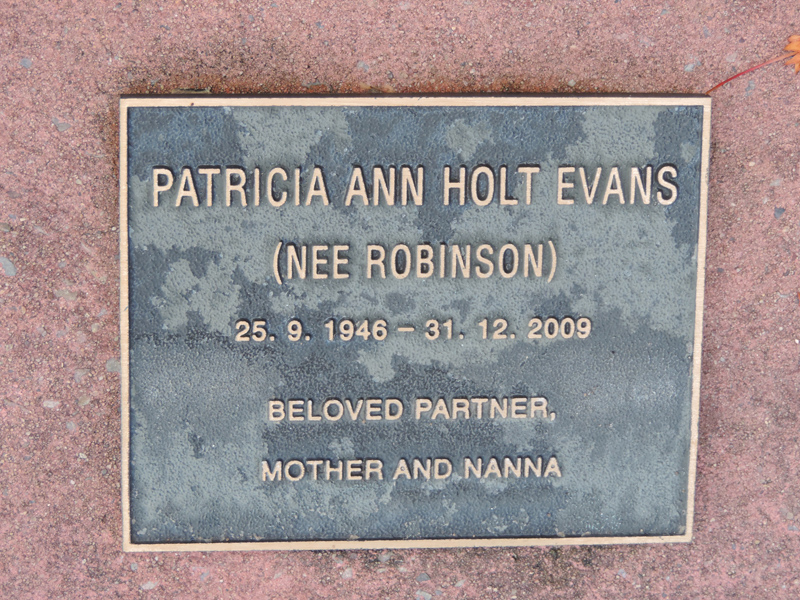 PATRICIA ANN HOLT EVANS
(NEE ROBINSON)
25. 9. 1946 – 31. 12. 2009
BELOVED PARTNER,
MOTHER AND NANNA